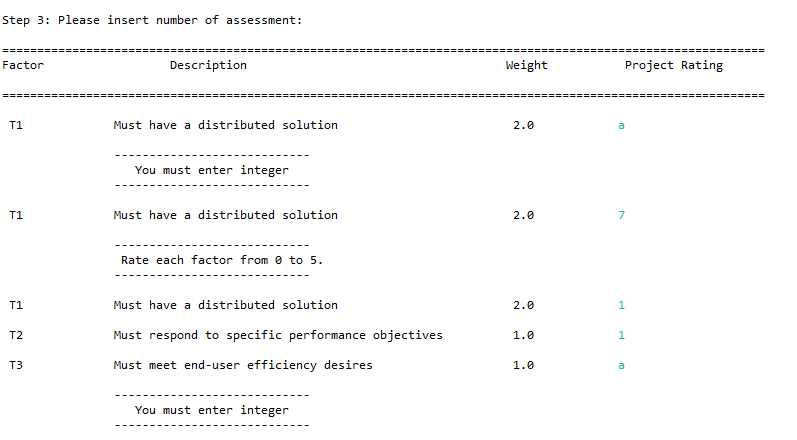 Step 3: Please insert number of assessment:
=============================================================================================================
Factor Description Weight Project Rating
=============================================================================================================
T1 Must have a distributed solution 2.0 a
----------------------------
You must enter integer
----------------------------
T1 Must have a distributed solution 2.0 7
----------------------------
Rate each factor from 0 to 5.
----------------------------
T1 Must have a distributed solution 2.0 1
T2 Must respond to specific performance objectives 1.0 1
T3 Must meet end-user efficiency desires 1.0 a
----------------------------
You must enter integer
----------------------------